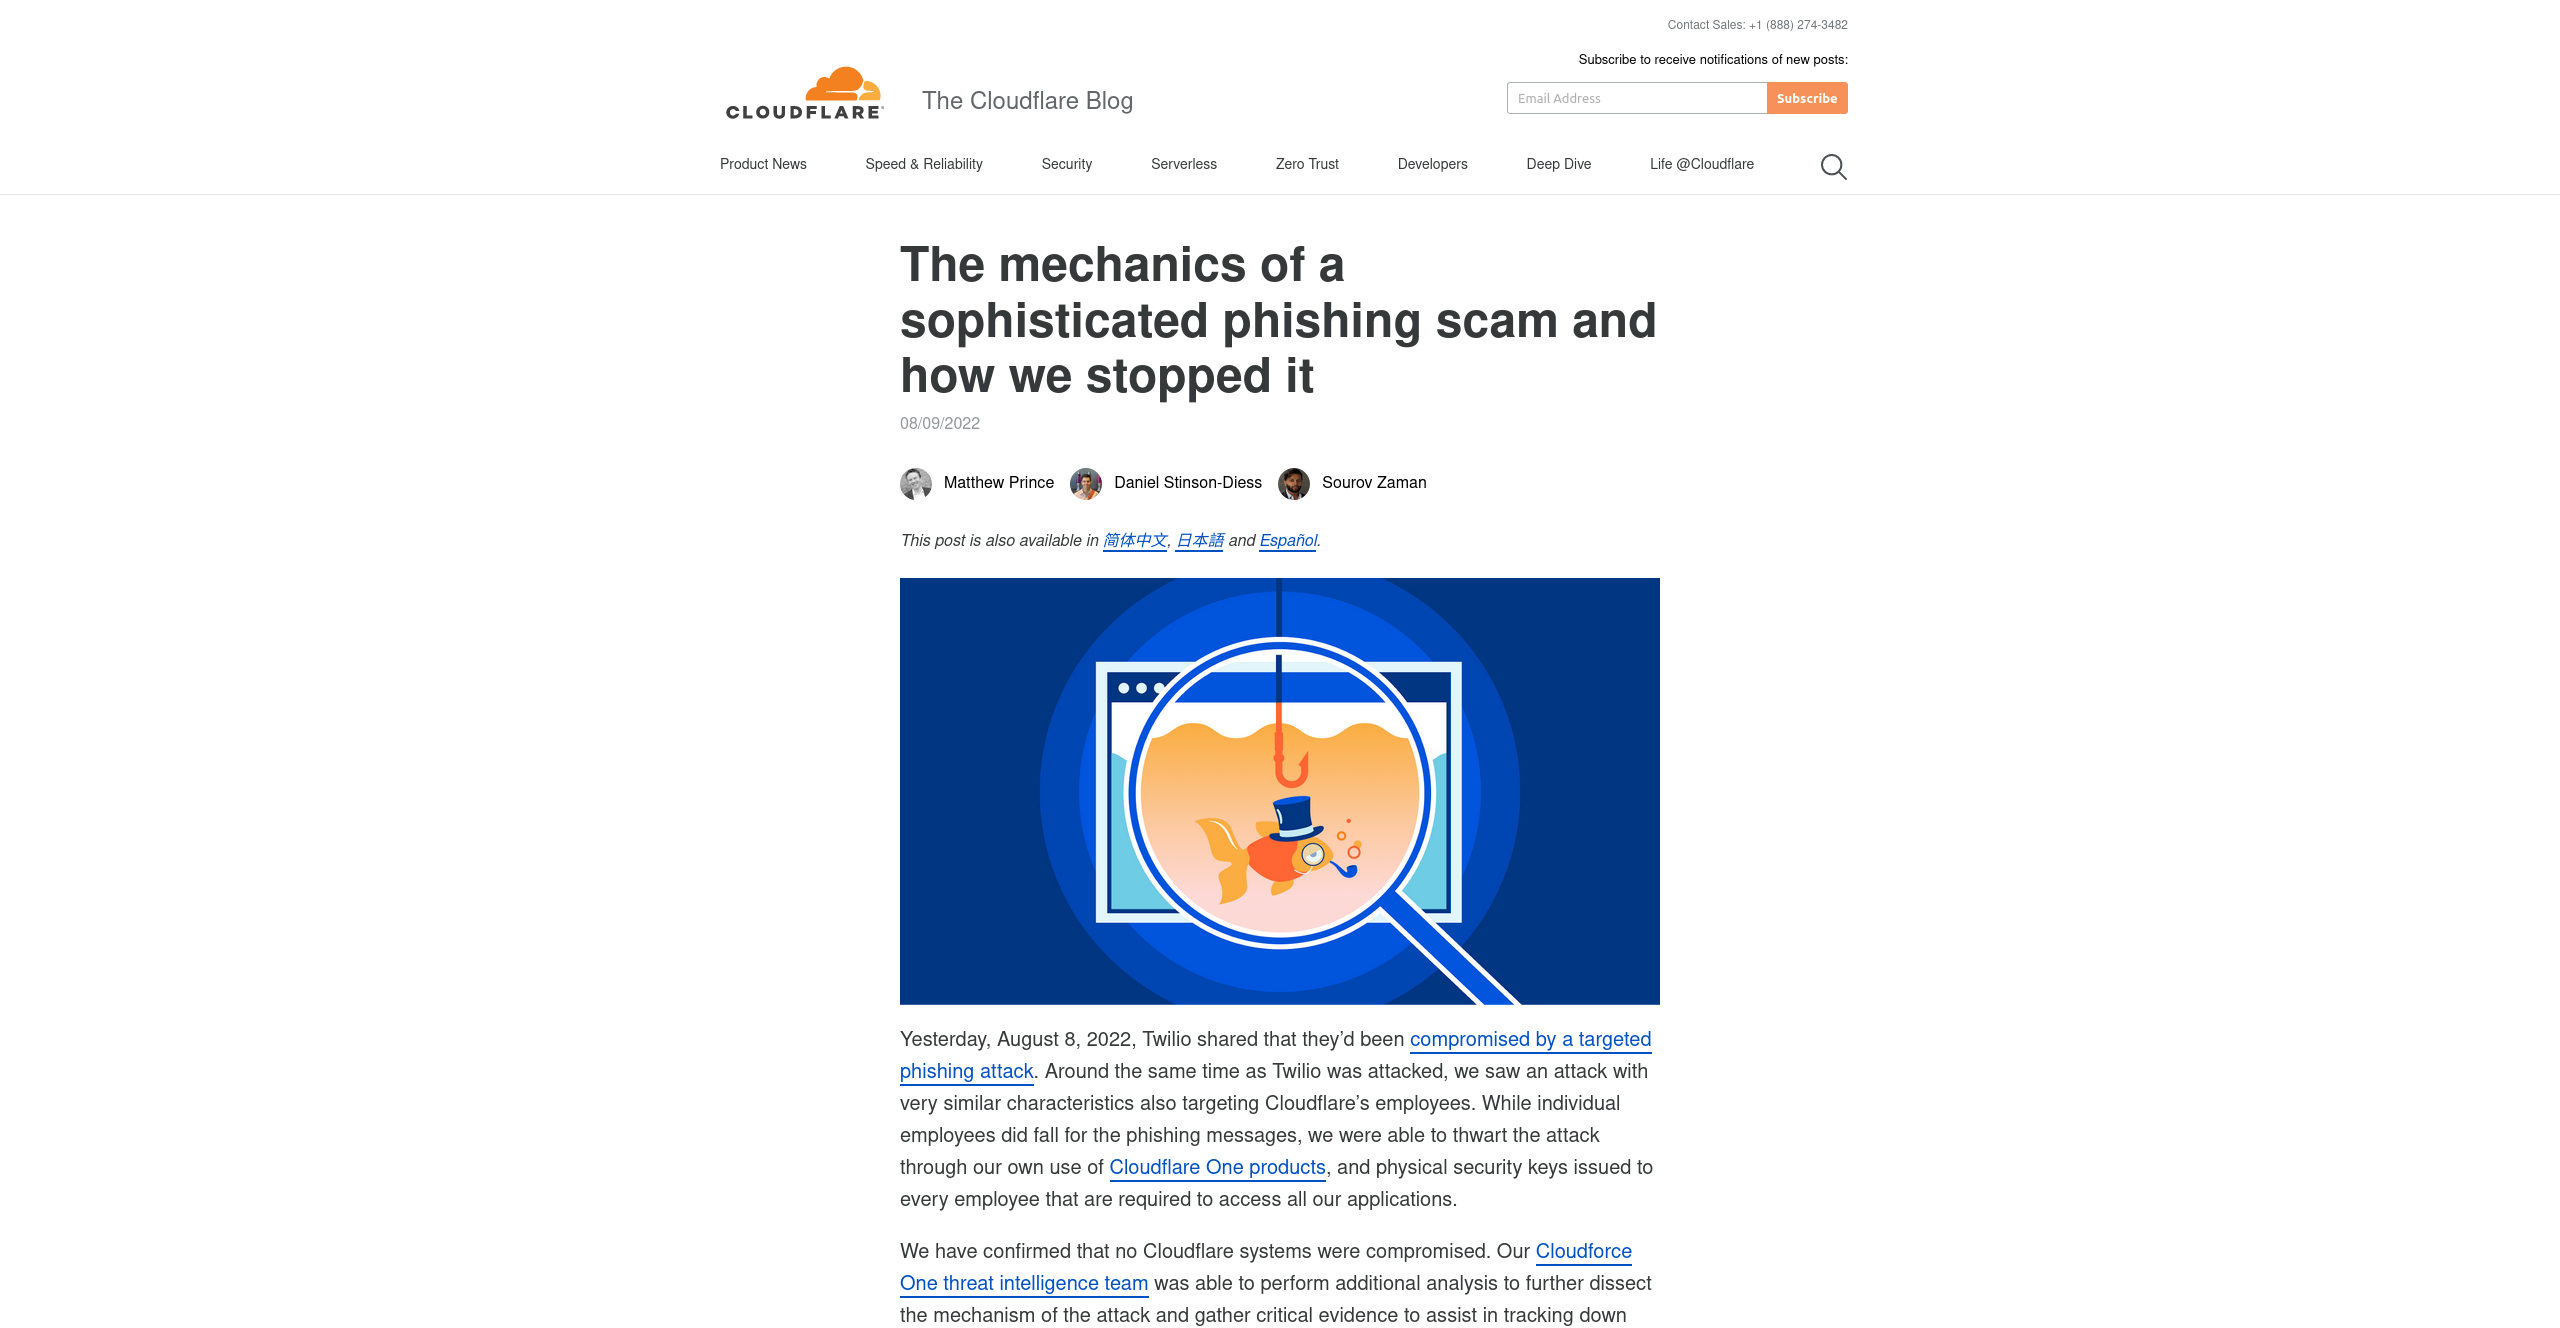 Contact Sales: +1 (888) 274-3482
Subscribe to receive notifications of new posts:
CLOUDFLARE
The Cloudflare Blog
Email Address
Subscribe
Product News Speed & Reliability Security Serverless Zero Trust Developers Deep Dive Life @Cloudflare
The mechanics of a
sophisticated phishing scam and
how we stopped it
08/09/2022
Matthew Prince Daniel Stinson-Diess Sourov Zaman
This post is also available in 简体中文, 日本語 and Español.
Yesterday, August 8, 2022, Twilio shared that they’d been compromised by a targeted
phishing attack. Around the same time as Twilio was attacked, we saw an attack with
very similar characteristics also targeting Cloudflare’s employees. While individual
employees did fall for the phishing messages, we were able to thwart the attack
through our own use of Cloudflare One products, and physical security keys issued to
every employee that are required to access all our applications.
We have confirmed that no Cloudflare systems were compromised. Our Cloudforce
One threat intelligence team was able to perform additional analysis to further dissect
the mechanism of the attack and gather critical evidence to assist in tracking down